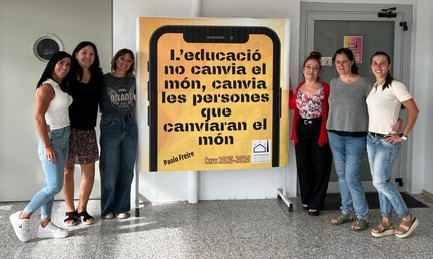 L'educació
no canvia el
món, canvia
les persones
que
canviaran el
món
Paolo Freire
Curs 2025-2026